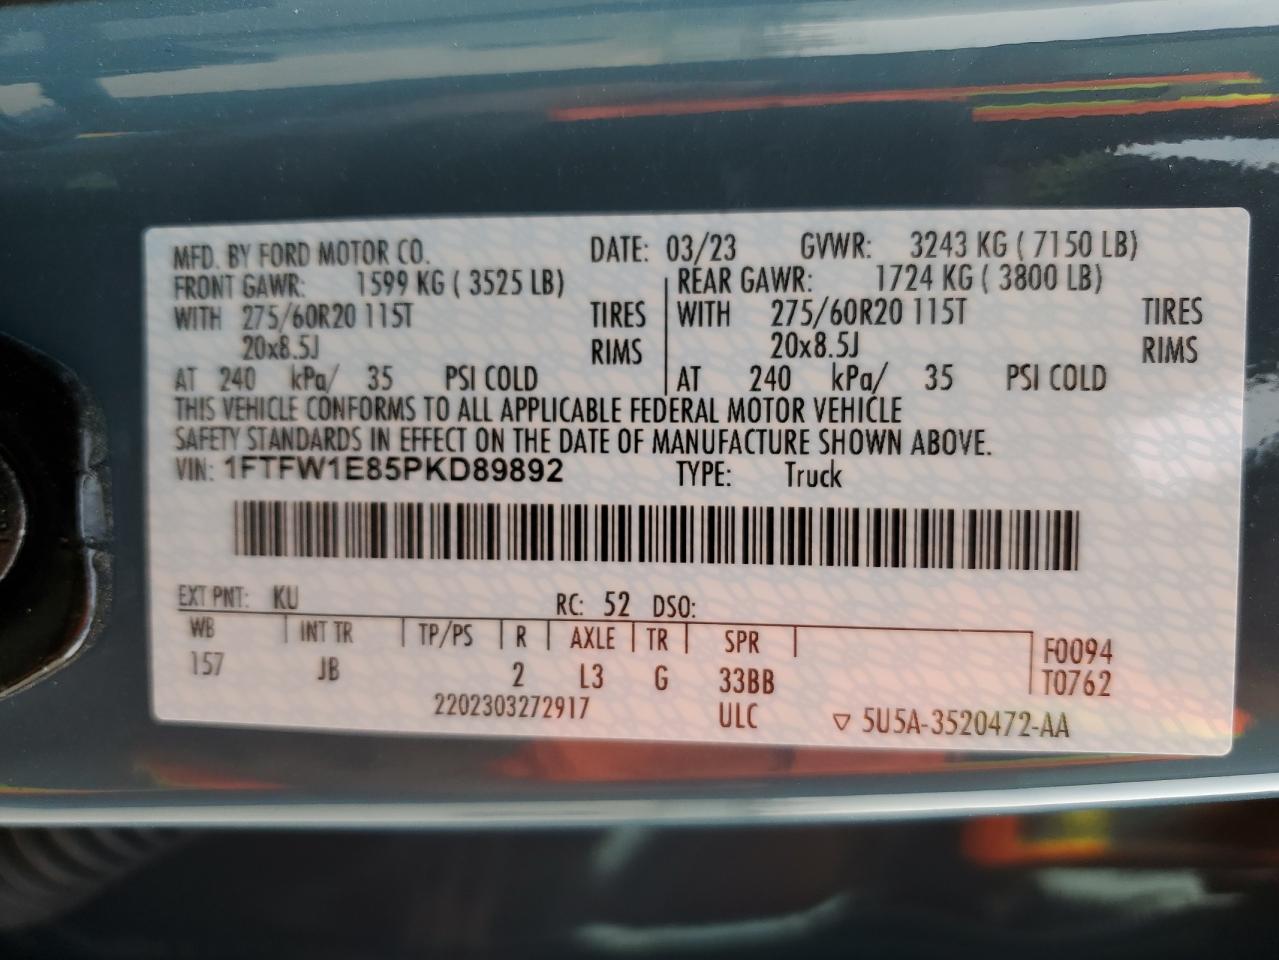 MFD. BY FORD MOTOR CO. DATE: 03/23 GVWR: 3243 KG ( 7150 LB)
FRONT GAWR: 1599 KG ( 3525 LB) REAR GAWR: 1724 KG ( 3800 LB)
WITH 275/60R20 115T TIRES WITH 275/60R20 115T TIRES
20x8.5J RIMS 20x8.5J RIMS
AT 240 kPa/ 35 PSI COLD AT 240 kPa/ 35 PSI COLD
THIS VEHICLE CONFORMS TO ALL APPLICABLE FEDERAL MOTOR VEHICLE
SAFETY STANDARDS IN EFFECT ON THE DATE OF MANUFACTURE SHOWN ABOVE.
VIN: 1FTFW1E85PKD89892 TYPE: Truck
EXT PNT: KU RC: 52 DSO:
WB INT TR TP/PS R AXLE TR SPR F0094
157 JB 2 L3 G 33BB T0762
2202303272917 ULC ▽ 5U5A-3520472-AA